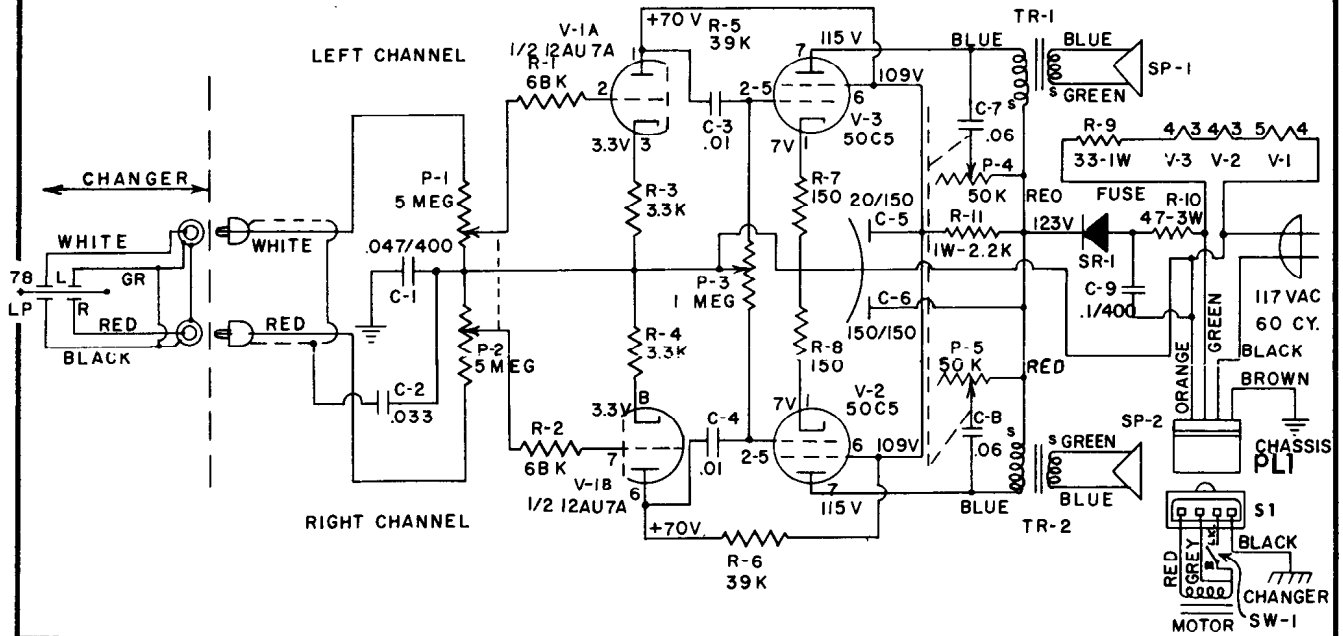 LEFT CHANNEL
V-1A
1/2 12AU7A
R-1
68K
2
1
3.3V
3
+70 V
R-5
39K
C-3
.01
2-5
7
115 V
109V
6
V-3
50C5
7V
1
BLUE
TR-1
BLUE
SP-1
S
S
GREEN
C-7
.06
P-4
50K
RED
R-9
33-1W
4
3
4
3
5
4
V-3
V-2
V-1
FUSE
R-10
47-3W
CHANGER
P-1
5 MEG
R-3
3.3K
R-7
150
20/150
C-5
R-11
1W-2.2K
123V
SR-1
C-9
.1/400
117 VAC
60 CY.
WHITE
WHITE
.047/400
C-1
P-3
1 MEG
78
LP
L
R
GR
RED
BLACK
RED
P-2
5 MEG
C-2
.033
R-4
3.3K
R-8
150
C-6
150/150
P-5
50K
RED
ORANGE
GREEN
BLACK
BROWN
CHASSIS
3.3V
8
R-2
68K
7
6
V-1B
1/2 12AU7A
C-4
.01
2-5
7V
1
V-2
50C5
6
109V
7
115V
C-8
.06
BLUE
S
S
GREEN
BLUE
SP-2
TR-2
PL1
RIGHT CHANNEL
+70V
R-6
39K
S1
RED
GREY
BLACK
CHANGER
SW-1
MOTOR